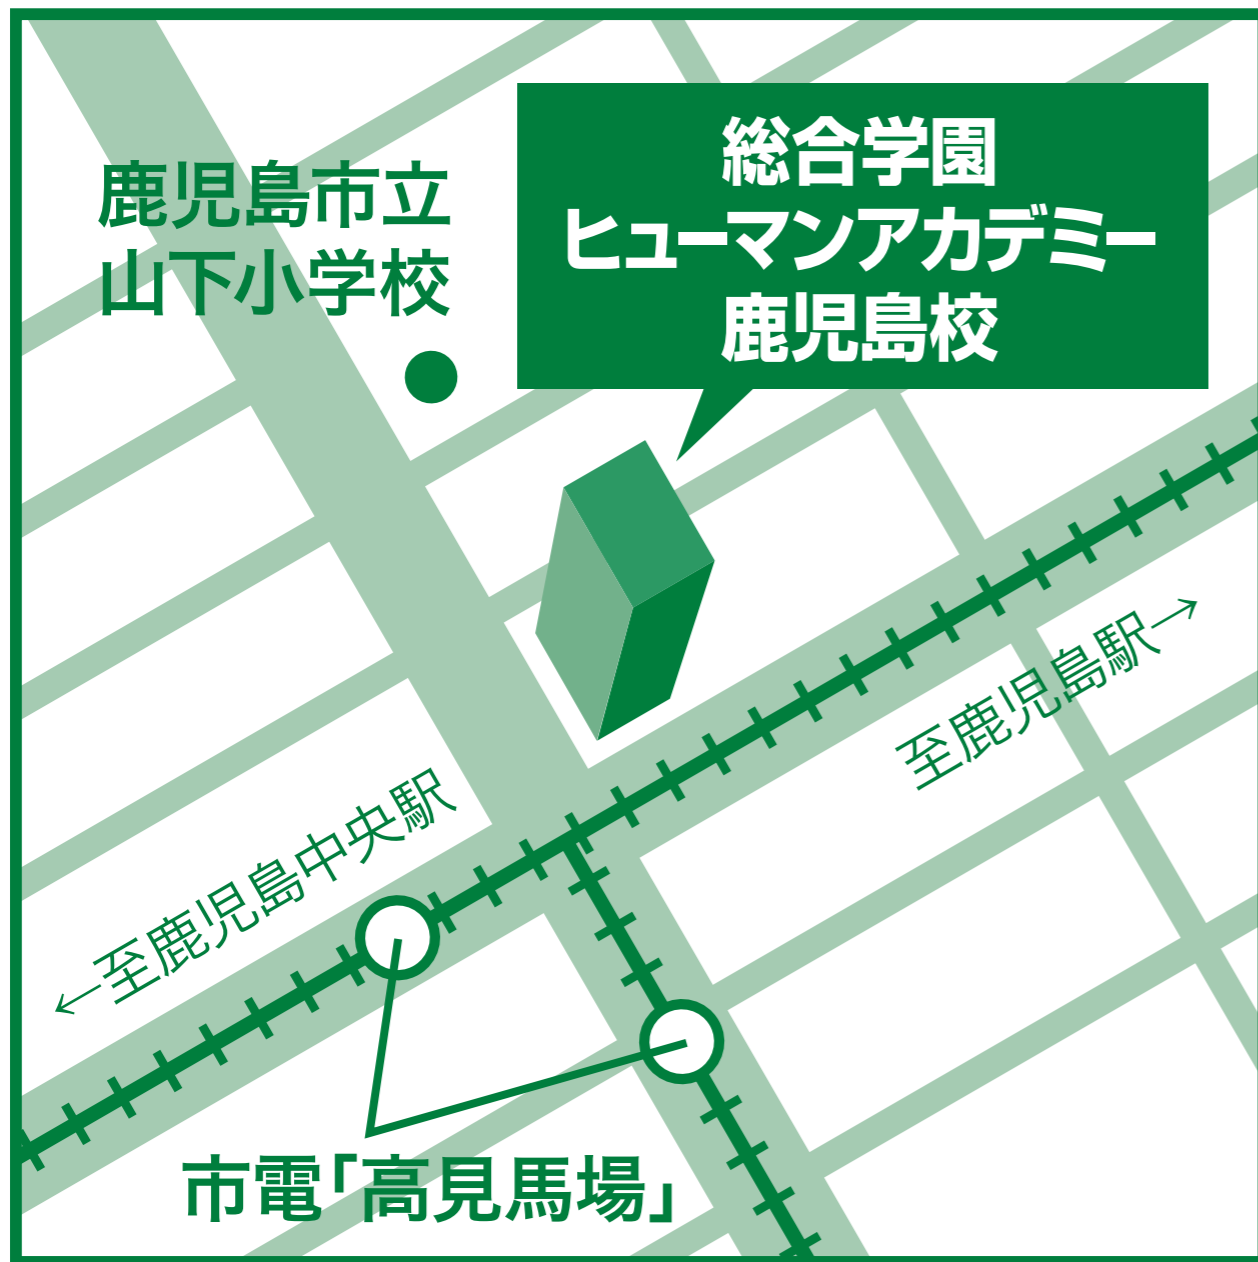 総合学園
ヒューマンアカデミー
鹿児島校
鹿児島市立
山下小学校
至鹿児島駅→
←至鹿児島中央駅
市電「高見馬場」